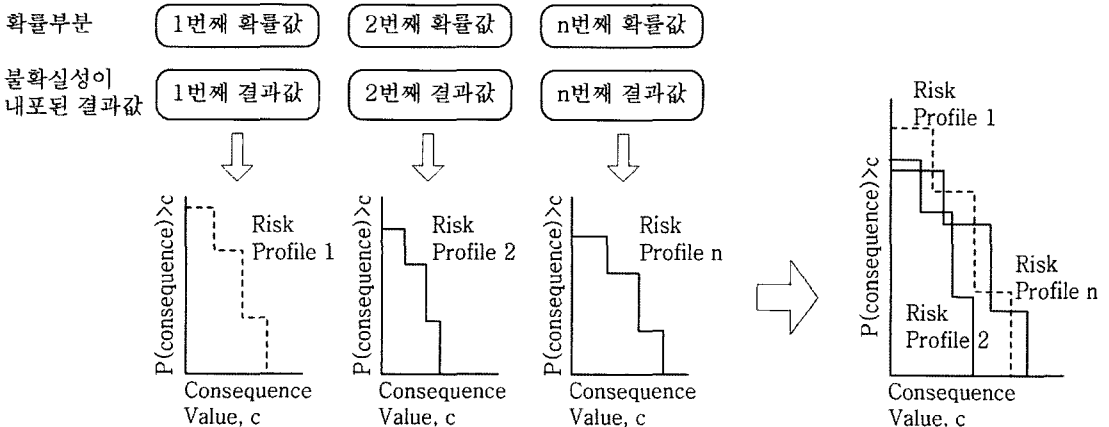 확률부분
1번째 확률값
2번째 확률값
n번째 확률값
불확실성이
내포된 결과값
1번째 결과값
2번째 결과값
n번째 결과값
P(consequence)>c
Risk
Profile 1
Consequence
Value, c
P(consequence)>c
Risk
Profile 2
Consequence
Value, c
P(consequence)>c
Risk
Profile n
Consequence
Value, c
P(consequence)>c
Risk
Profile 1
Risk
Profile n
Risk
Profile 2
Consequence
Value, c